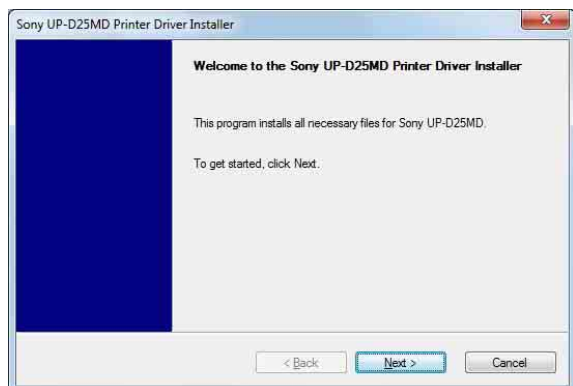 Sony UP-D25MD Printer Driver Installer
Welcome to the Sony UP-D25MD Printer Driver Installer
This program installs all necessary files for Sony UP-D25MD.
To get started, click Next.
< Back Next > Cancel